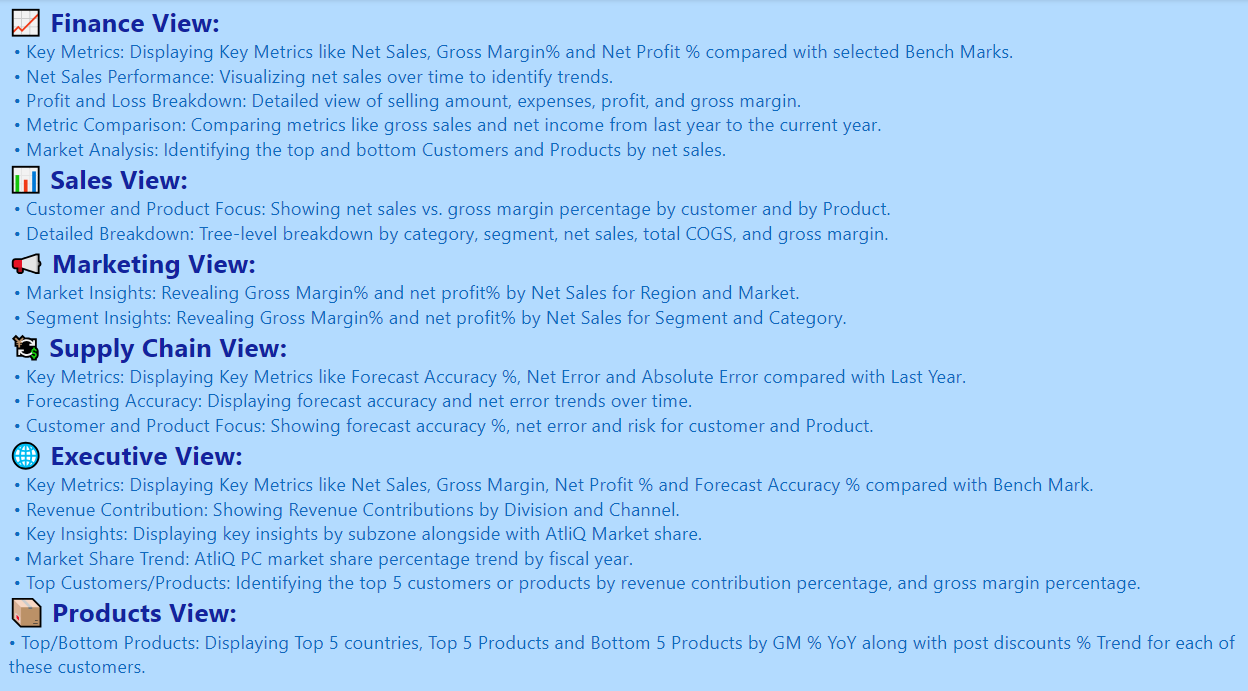 Finance View:
• Key Metrics: Displaying Key Metrics like Net Sales, Gross Margin% and Net Profit % compared with selected Bench Marks.
• Net Sales Performance: Visualizing net sales over time to identify trends.
• Profit and Loss Breakdown: Detailed view of selling amount, expenses, profit, and gross margin.
• Metric Comparison: Comparing metrics like gross sales and net income from last year to the current year.
• Market Analysis: Identifying the top and bottom Customers and Products by net sales.
Sales View:
• Customer and Product Focus: Showing net sales vs. gross margin percentage by customer and by Product.
• Detailed Breakdown: Tree-level breakdown by category, segment, net sales, total COGS, and gross margin.
Marketing View:
• Market Insights: Revealing Gross Margin% and net profit% by Net Sales for Region and Market.
• Segment Insights: Revealing Gross Margin% and net profit% by Net Sales for Segment and Category.
Supply Chain View:
• Key Metrics: Displaying Key Metrics like Forecast Accuracy %, Net Error and Absolute Error compared with Last Year.
• Forecasting Accuracy: Displaying forecast accuracy and net error trends over time.
• Customer and Product Focus: Showing forecast accuracy %, net error and risk for customer and Product.
Executive View:
• Key Metrics: Displaying Key Metrics like Net Sales, Gross Margin, Net Profit % and Forecast Accuracy % compared with Bench Mark.
• Revenue Contribution: Showing Revenue Contributions by Division and Channel.
• Key Insights: Displaying key insights by subzone alongside with AtliQ Market share.
• Market Share Trend: AtliQ PC market share percentage trend by fiscal year.
• Top Customers/Products: Identifying the top 5 customers or products by revenue contribution percentage, and gross margin percentage.
Products View:
• Top/Bottom Products: Displaying Top 5 countries, Top 5 Products and Bottom 5 Products by GM % YoY along with post discounts % Trend for each of
these customers.